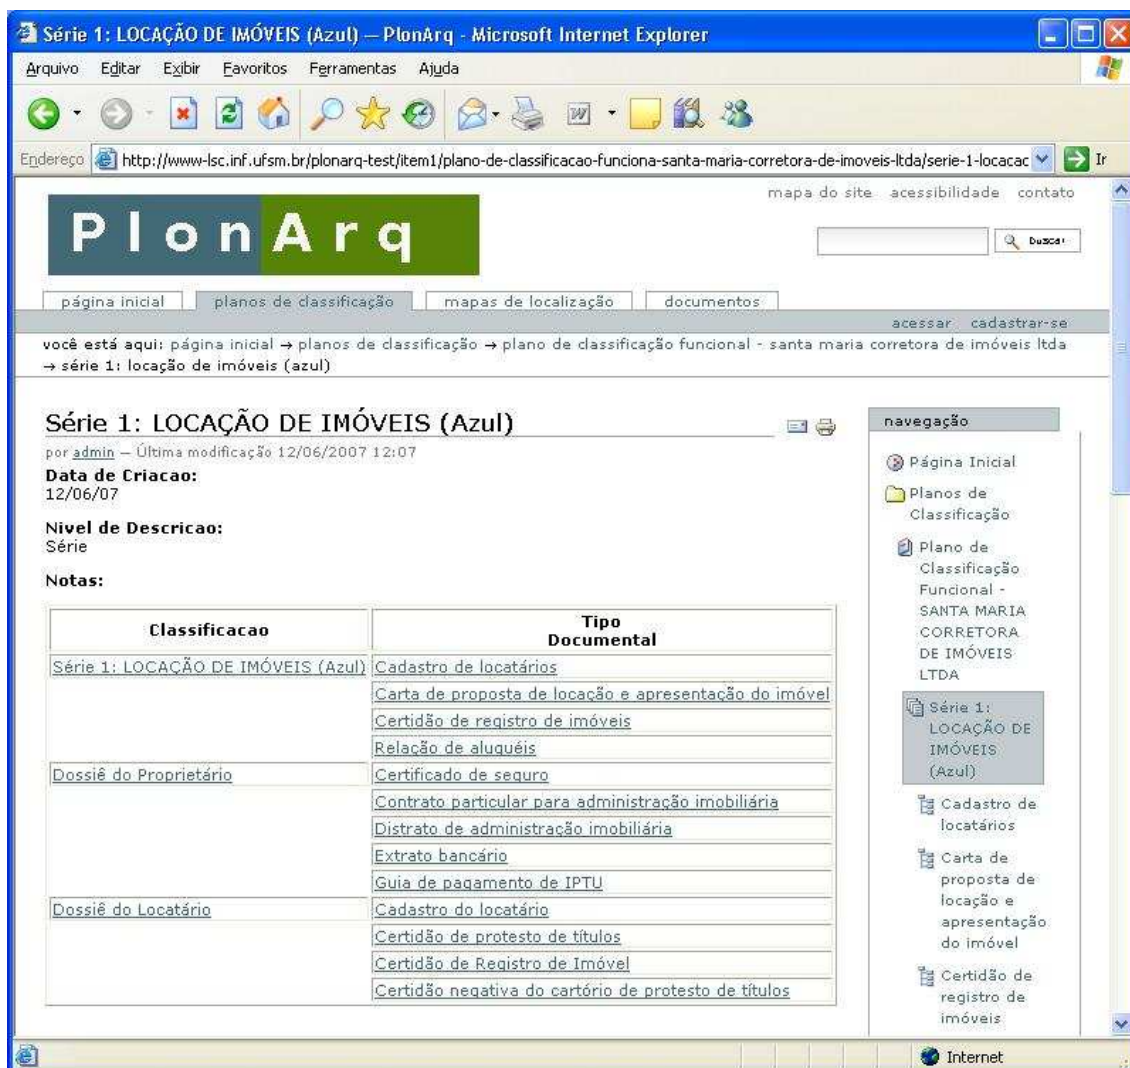 Série 1: LOCAÇÃO DE IMÓVEIS (Azul) — PlonArq - Microsoft Internet Explorer
Arquivo Editar Exibir Favoritos Ferramentas Ajuda
Endereço http://www-lsc.inf.ufsm.br/plonarq-test/item1/plano-de-classificacao-funciona-santa-maria-corretora-de-imoveis-ltda/serie-1-locacac Ir
mapa do site acessibilidade contato
PlonArq
Buscar
página inicial planos de classificação mapas de localização documentos
acessar cadastrar-se
você está aqui: página inicial → planos de classificação → plano de classificação funcional - santa maria corretora de imóveis ltda
→ série 1: locação de imóveis (azul)
Série 1: LOCAÇÃO DE IMÓVEIS (Azul)
por admin — Última modificação 12/06/2007 12:07
Data de Criacao:
12/06/07
Nivel de Descricao:
Série
Notas:
Classificacao Tipo
Documental
Série 1: LOCAÇÃO DE IMÓVEIS (Azul) Cadastro de locatários
Carta de proposta de locação e apresentação do imóvel
Certidão de registro de imóveis
Relação de aluguéis
Dossiê do Proprietário Certificado de seguro
Contrato particular para administração imobiliária
Distrato de administração imobiliária
Extrato bancário
Guia de pagamento de IPTU
Dossiê do Locatário Cadastro do locatário
Certidão de protesto de títulos
Certidão de Registro de Imóvel
Certidão negativa do cartório de protesto de títulos
navegação
Página Inicial
Planos de
Classificação
Plano de
Classificação
Funcional -
SANTA MARIA
CORRETORA
DE IMÓVEIS
LTDA
Série 1:
LOCAÇÃO DE
IMÓVEIS
(Azul)
Cadastro de
locatários
Carta de
proposta de
locação e
apresentação
do imóvel
Certidão de
registro de
imóveis
Internet